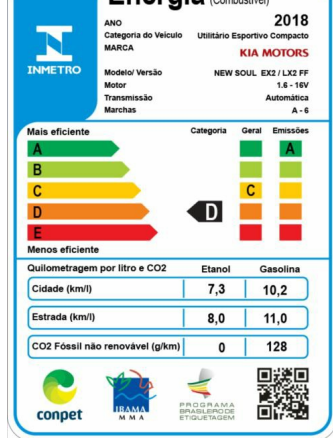 Energia (Combustível)
ANO 2018
Categoria do Veículo Utilitário Esportivo Compacto
MARCA KIA MOTORS
INMETRO
Modelo/ Versão NEW SOUL EX2 / LX2 FF
Motor 1.6 - 16V
Transmissão Automática
Marchas A - 6
Mais eficiente Categoria Geral Emissões
A A
B
C C
D D
E
Menos eficiente
Quilometragem por litro e CO2 Etanol Gasolina
Cidade (km/l) 7,3 10,2
Estrada (km/l) 8,0 11,0
CO2 Fóssil não renovável (g/km) 0 128
conpet
IBAMA
M M A
PROGRAMA
BRASILEIRO DE
ETIQUETAGEM